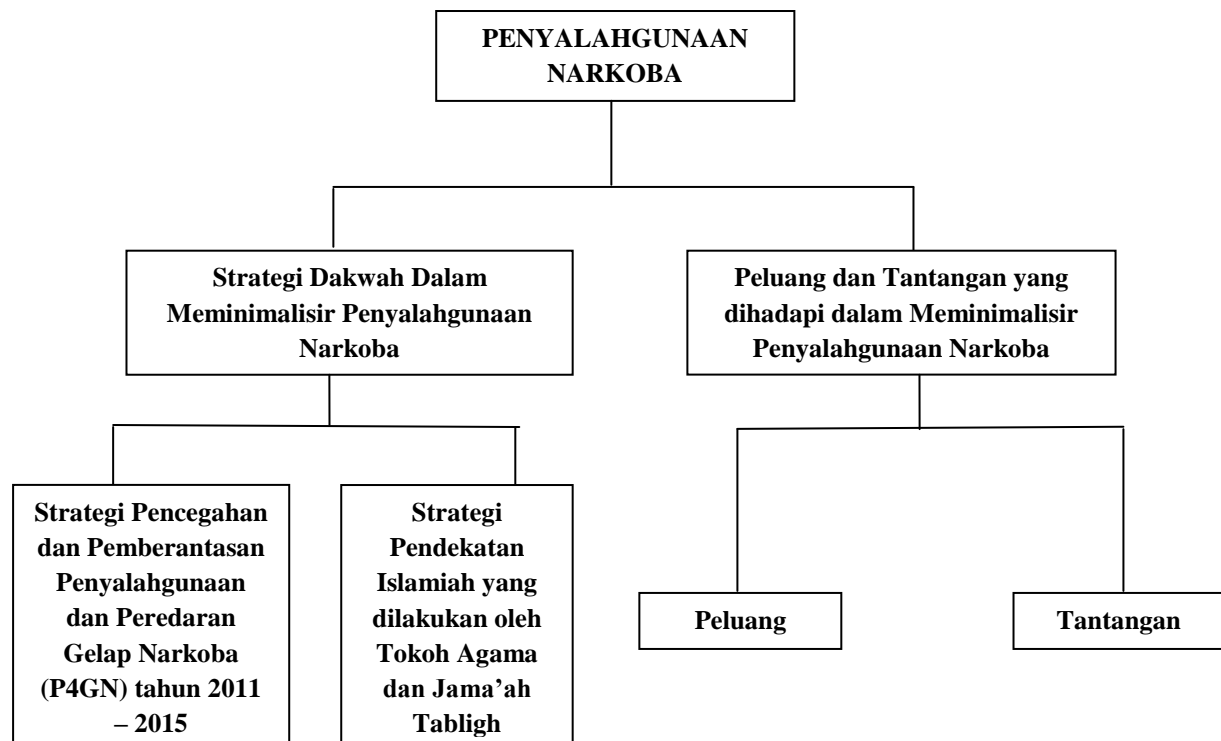 PENYALAHGUNAAN
NARKOBA
Strategi Dakwah Dalam
Meminimalisir Penyalahgunaan
Narkoba
Peluang dan Tantangan yang
dihadapi dalam Meminimalisir
Penyalahgunaan Narkoba
Strategi Pencegahan
dan Pemberantasan
Penyalahgunaan
dan Peredaran
Gelap Narkoba
(P4GN) tahun 2011
– 2015
Strategi
Pendekatan
Islamiah yang
dilakukan oleh
Tokoh Agama
dan Jama’ah
Tabligh
Peluang
Tantangan